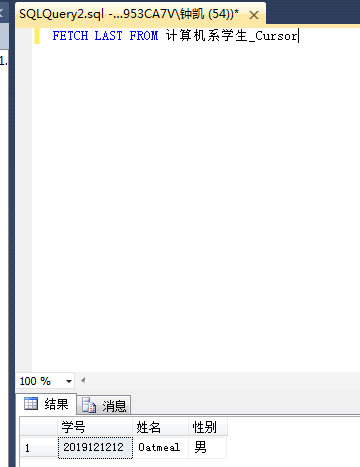 SQLQuery2.sql -...953CA7V\钟凯 (54))*
1.
FETCH LAST FROM 计算机系学生_Cursor
100 %
结果 消息
学号 姓名 性别
1 2019121212 Oatmeal 男